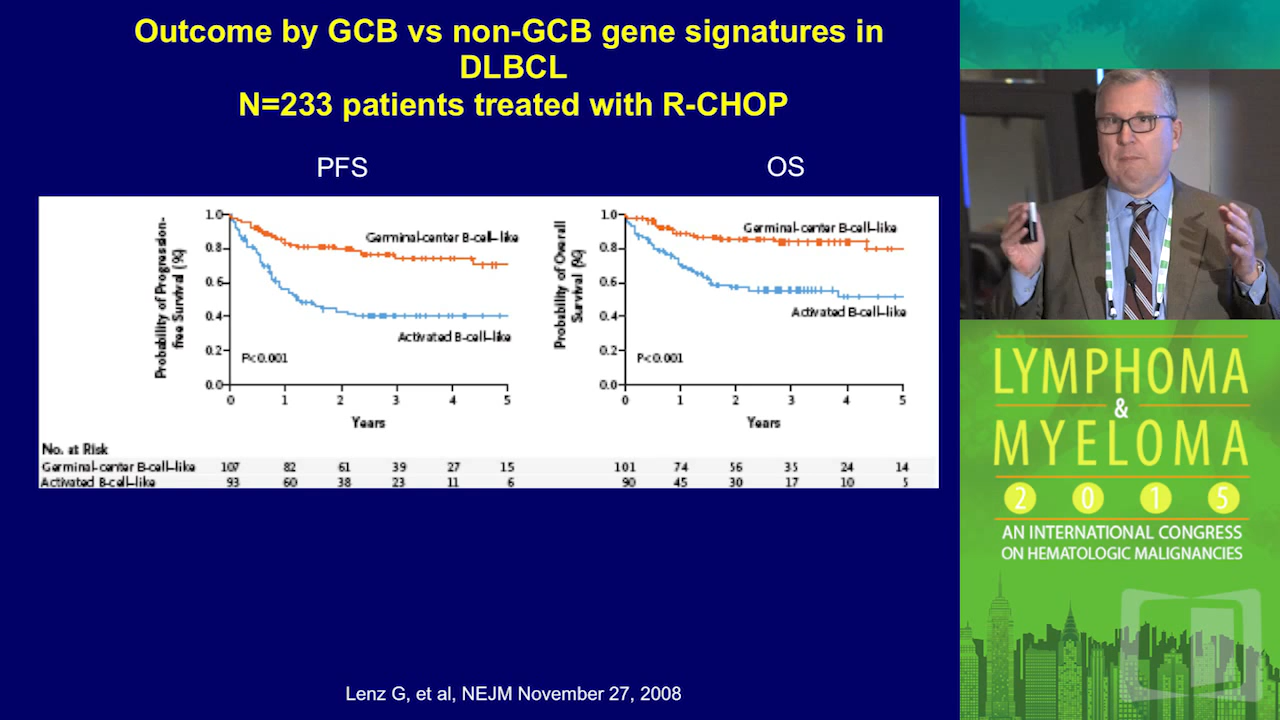 Outcome by GCB vs non-GCB gene signatures in
DLBCL
N=233 patients treated with R-CHOP
PFS
OS
Probability of Progression-
free Survival (%)
1.0
0.8
0.6
0.4
0.2
0.0
Germinal-center B-cell–like
Activated B-cell–like
P<0.001
0 1 2 3 4 5
Years
Probability of Overall
Survival (%)
1.0
0.8
0.6
0.4
0.2
0.0
Germinal-center B-cell–like
Activated B-cell–like
P<0.001
0 1 2 3 4 5
Years
No. at Risk
Germinal-center B-cell–like 107 82 61 39 27 15 101 74 56 35 24 14
Activated B-cell–like 93 60 38 23 11 6 90 45 30 17 10 5
Lenz G, et al, NEJM November 27, 2008
LYMPHOMA
&
MYELOMA
2 0 1 5
AN INTERNATIONAL CONGRESS
ON HEMATOLOGIC MALIGNANCIES